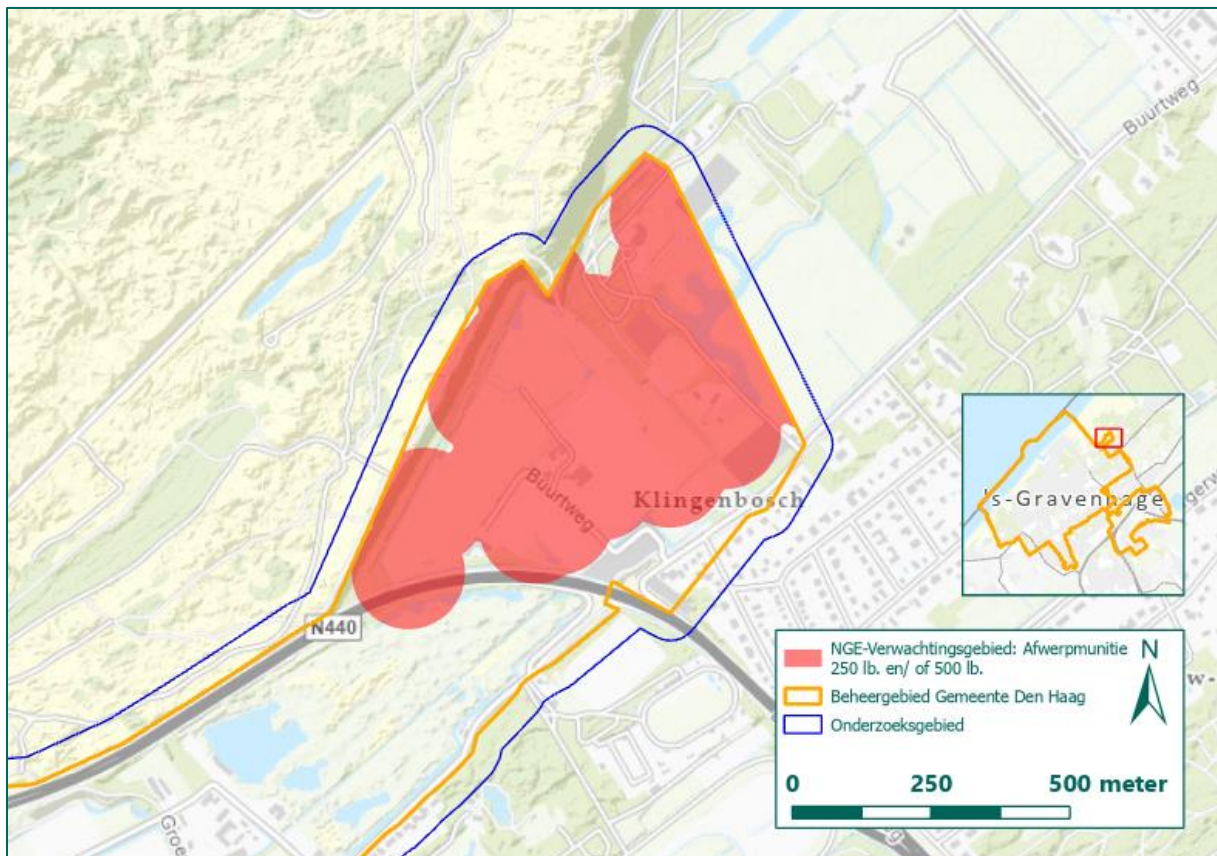 Buurtweg
Klingenbosch
Buurtweg
N440
's-Gravenhage
NGE-Verwachtingsgebied: Afwerpmunitie
250 lb. en/ of 500 lb.
Beheergebied Gemeente Den Haag
Onderzoeksgebied
N
0 250 500 meter